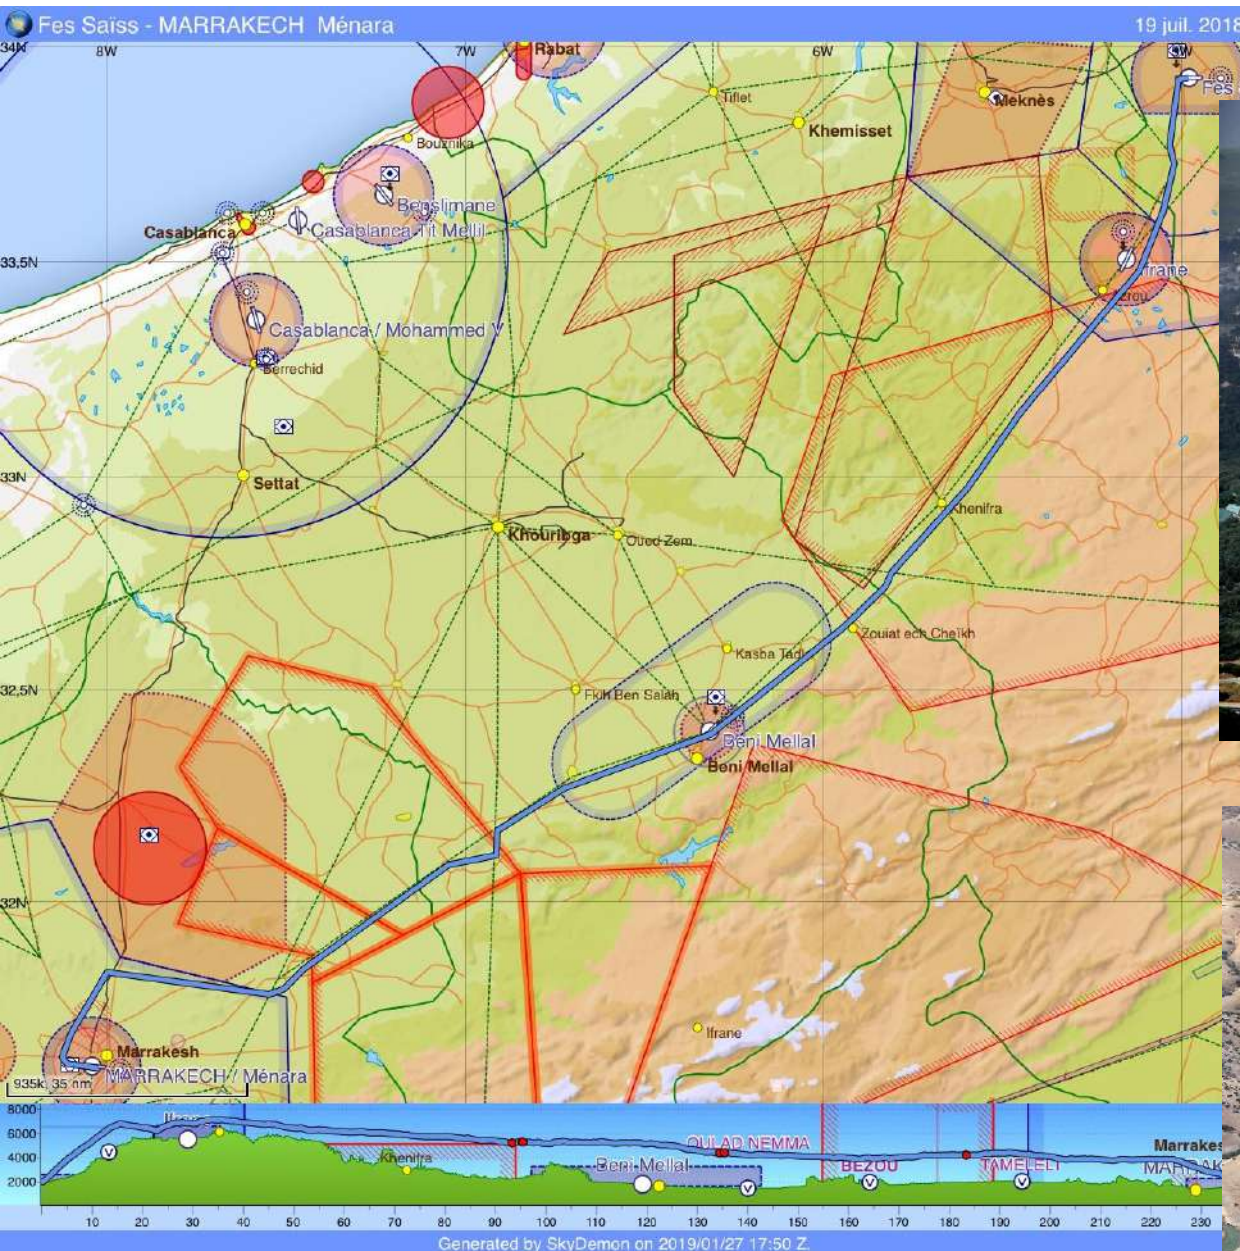 Fes Saïss - MARRAKECH Ménara
19 juil. 2018
34N
8W
7W
6W
Rabat
Fes
Tiflet
Meknès
Khemisset
Bouznika
Benslimane
Casablanca
Casablanca Tit Mellil
33,5N
Ifrane
Azrou
Casablanca / Mohammed V
Berrechid
33N
Settat
Khenifra
Khouribga
Oued Zem
Zouiat ech Cheïkh
Kasba Tadl
32,5N
Fkih Ben Salah
Béni Mellal
Beni Mellal
32N
Ifrane
Marrakesh
MARRAKECH / Ménara
935k, 35 nm
8000
6000
4000
2000
OULAD NEMMA
Marrakes
Khenifra
Beni Mellal
BEZOU
TAMELELT
MARRAK
10 20 30 40 50 60 70 80 90 100 110 120 130 140 150 160 170 180 190 200 210 220 230
Generated by SkyDemon on 2019/01/27 17:50 Z.